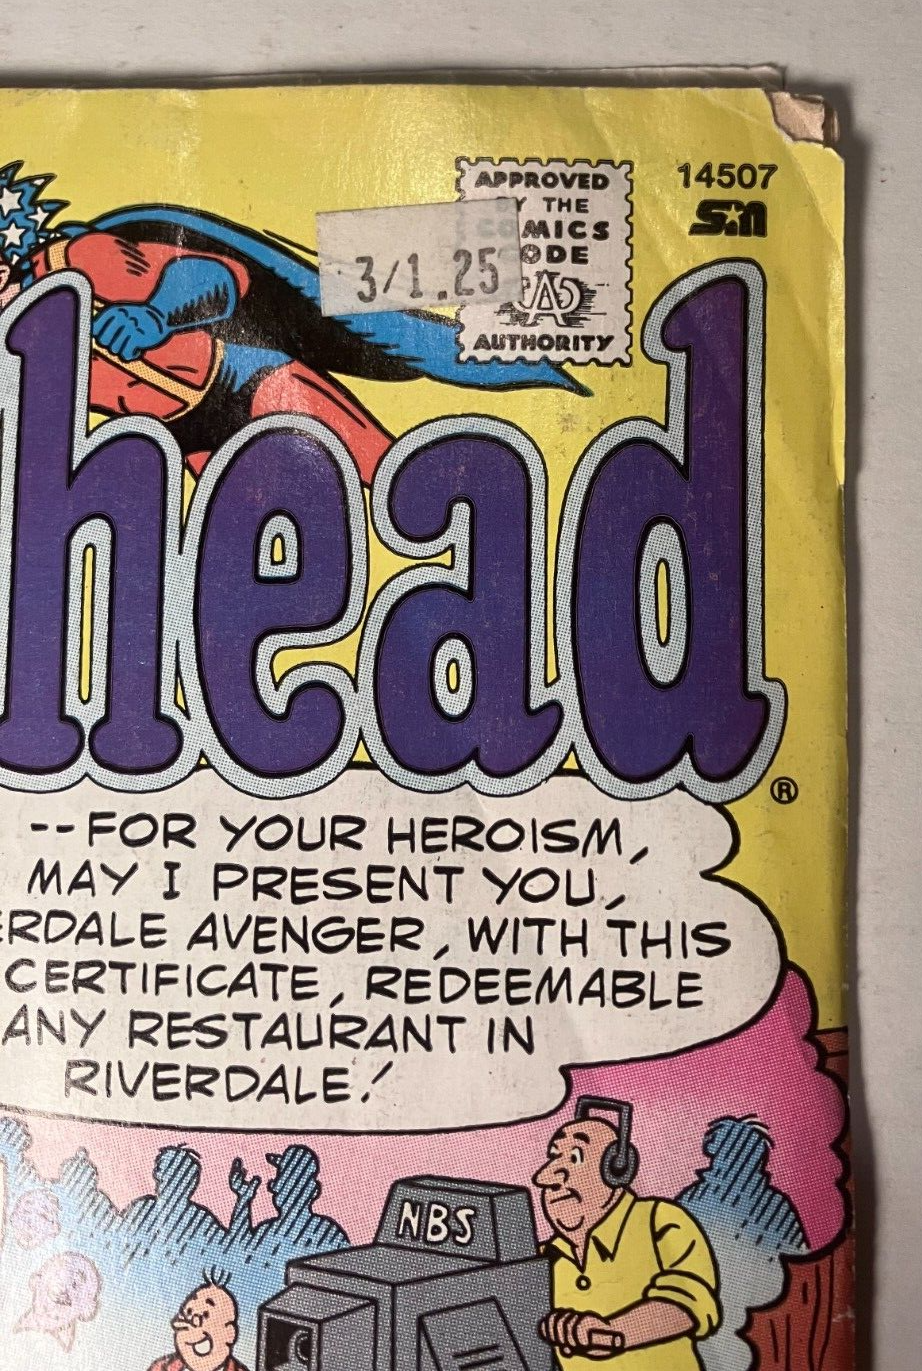 APPROVED
BY THE
COMICS
CODE
CA
AUTHORITY
14507
S★N
3/1.25
head
®
--FOR YOUR HEROISM,
MAY I PRESENT YOU,
ERDALE AVENGER, WITH THIS
CERTIFICATE, REDEEMABLE
ANY RESTAURANT IN
RIVERDALE!
NBS